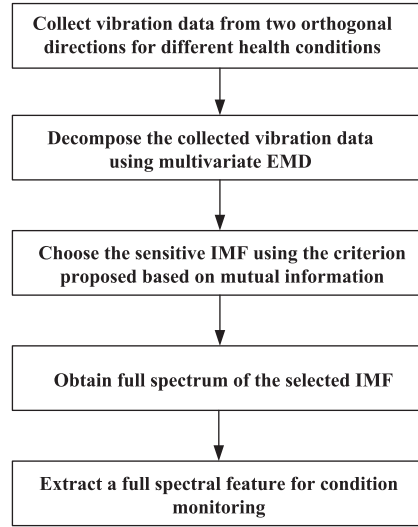 Collect vibration data from two orthogonal
directions for different health conditions
Decompose the collected vibration data
using multivariate EMD
Choose the sensitive IMF using the criterion
proposed based on mutual information
Obtain full spectrum of the selected IMF
Extract a full spectral feature for condition
monitoring